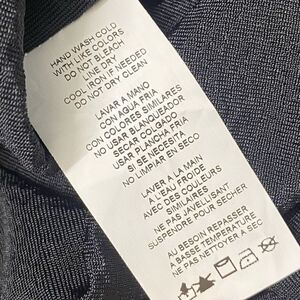 HAND WASH COLD
WITH LIKE COLORS
DO NOT BLEACH
LINE DRY
COOL IRON IF NEEDED
DO NOT DRY CLEAN
LAVAR A MANO
CON AGUA FRIA
CON COLORES SIMILARES
NO USAR BLANQUEADOR
SECAR COLGADO
USAR PLANCHA FRIA
SI SE NECESITA
NO LIMPIAR EN SECO
LAVER A LA MAIN
A L'EAU FROIDE
AVEC DES COULEURS
SIMILAIRES
NE PAS JAVELLISANT
SUSPENDRE POUR SÉCHER
AU BESOIN REPASSER
A BASSE TEMPERATURE
NE PAS NETTOYER A SEC